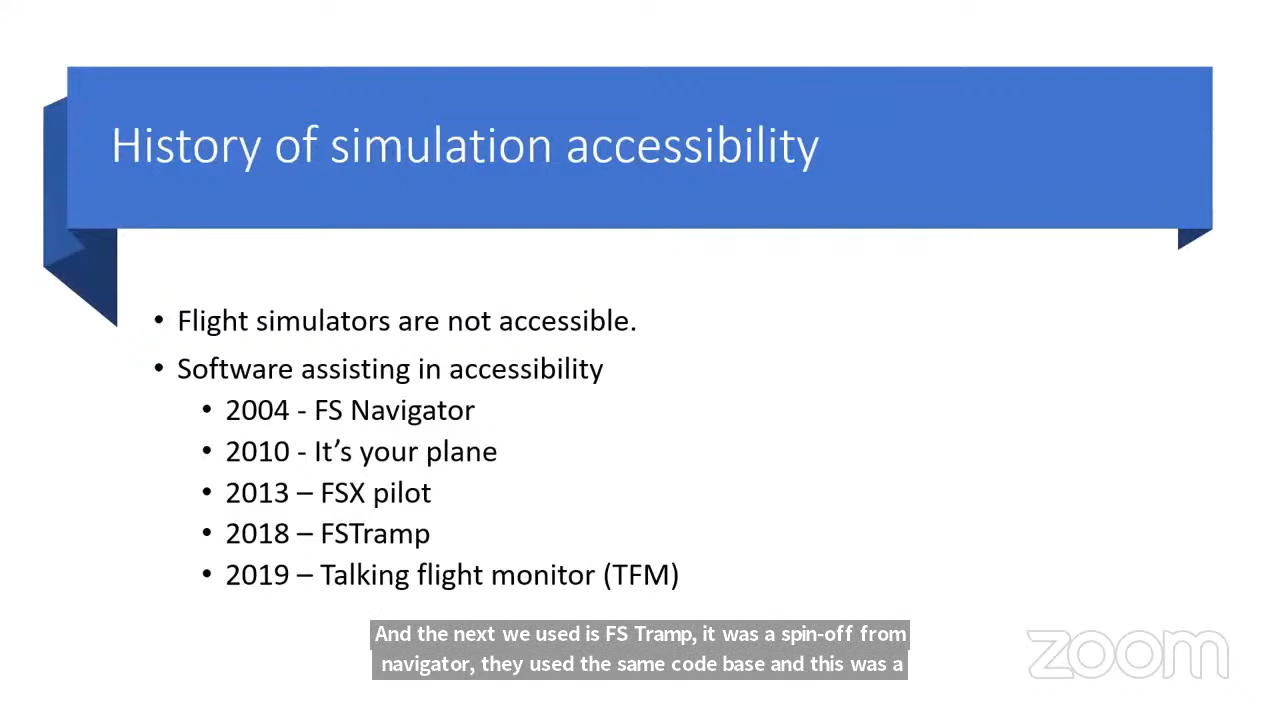 History of simulation accessibility
• Flight simulators are not accessible.
• Software assisting in accessibility
• 2004 - FS Navigator
• 2010 - It’s your plane
• 2013 – FSX pilot
• 2018 – FSTramp
• 2019 – Talking flight monitor (TFM)
And the next we used is FS Tramp, it was a spin-off from
navigator, they used the same code base and this was a
zoom